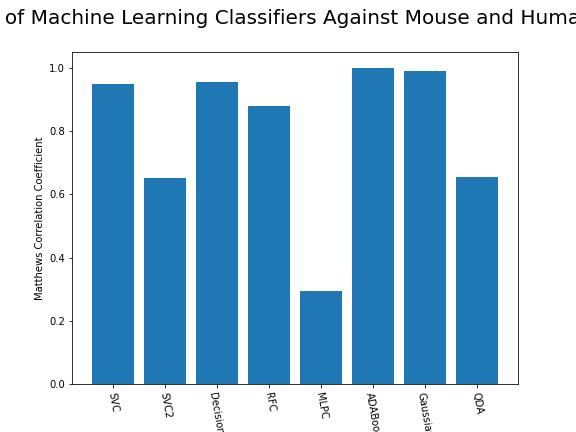 of Machine Learning Classifiers Against Mouse and Huma
Matthews Correlation Coefficient
1.0
0.8
0.6
0.4
0.2
0.0
SVC
SVC2
Decision
RFC
MLPC
ADABoo
Gaussia
QDA